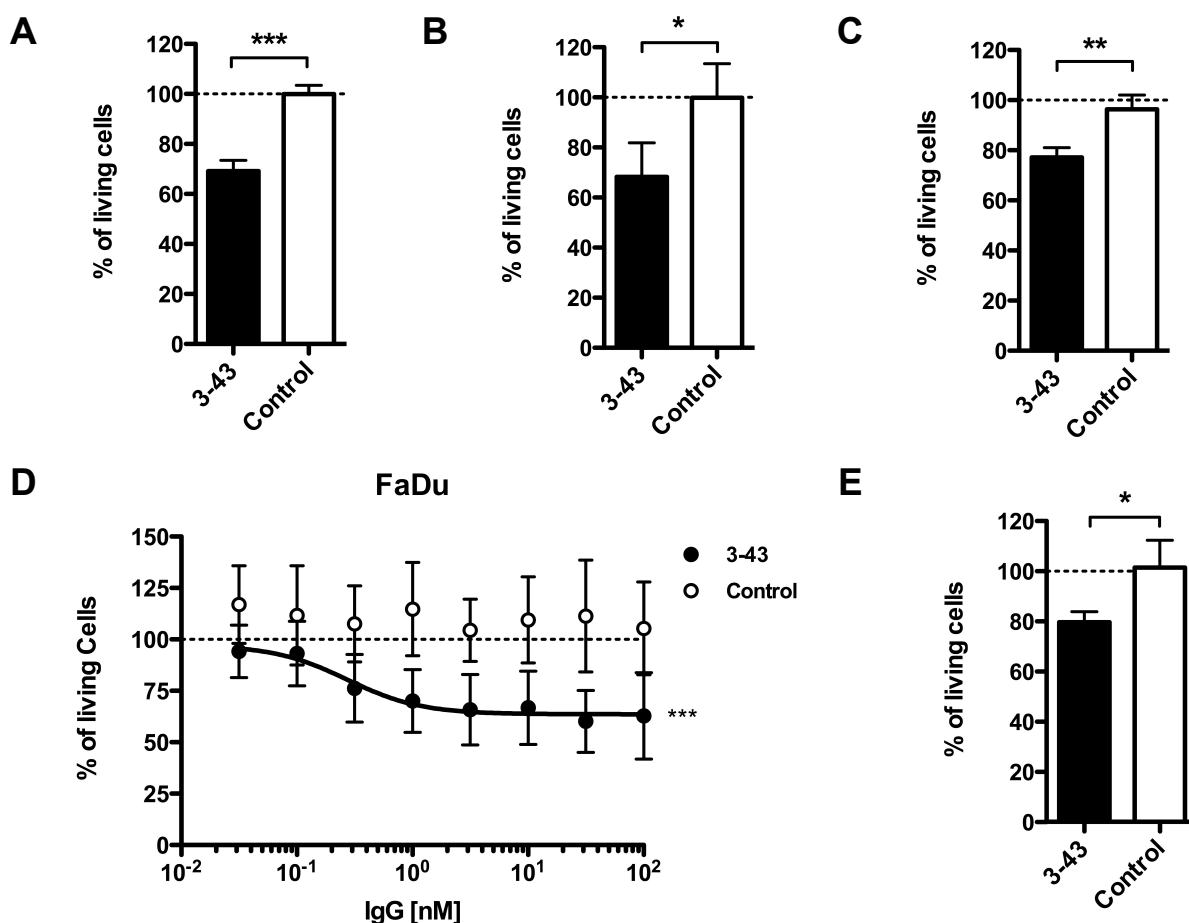 A
***
120
100
80
60
40
20
0
% of living cells
3-43
Control
B
*
120
100
80
60
40
20
0
% of living cells
3-43
Control
C
**
120
100
80
60
40
20
0
% of living cells
3-43
Control
D
FaDu
150
125
100
75
50
25
0
% of living Cells
10-2
10-1
100
101
102
IgG [nM]
3-43
Control
***
E
*
120
100
80
60
40
20
0
% of living cells
3-43
Control